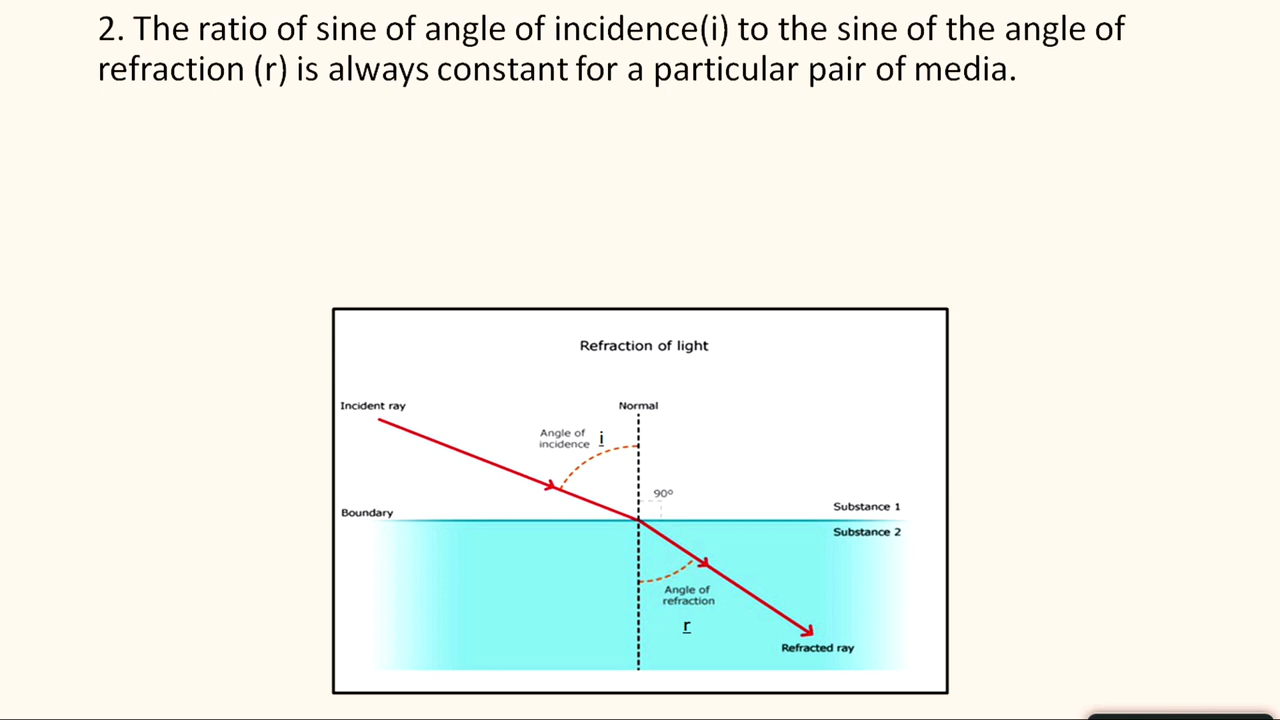 2. The ratio of sine of angle of incidence(i) to the sine of the angle of
refraction (r) is always constant for a particular pair of media.
Refraction of light
Incident ray
Normal
Angle of
incidence i
90º
Boundary
Substance 1
Substance 2
Angle of
refraction
r
Refracted ray